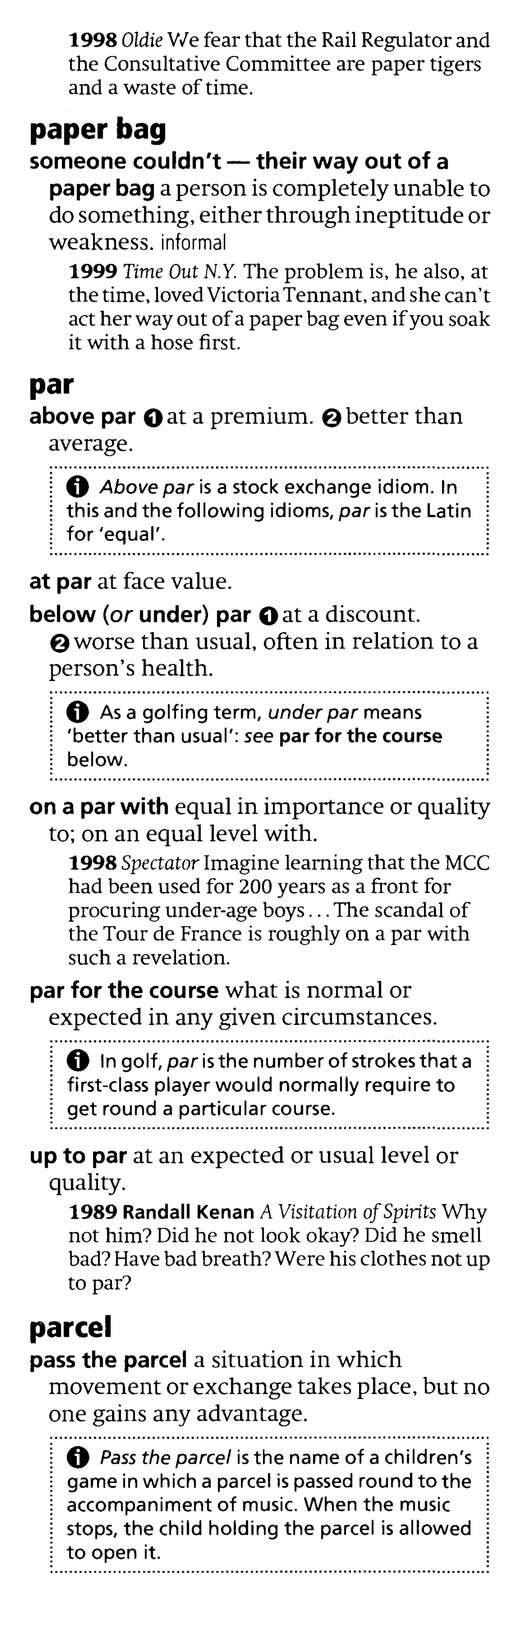 1998 Oldie We fear that the Rail Regulator and
the Consultative Committee are paper tigers
and a waste of time.
paper bag
someone couldn't — their way out of a
paper bag a person is completely unable to
do something, either through ineptitude or
weakness. informal
1999 Time Out N.Y. The problem is, he also, at
the time, loved Victoria Tennant, and she can't
act her way out of a paper bag even if you soak
it with a hose first.
par
above par ❶ at a premium. ❷ better than
average.
ℹ Above par is a stock exchange idiom. In
this and the following idioms, par is the Latin
for 'equal'.
at par at face value.
below (or under) par ❶ at a discount.
❷ worse than usual, often in relation to a
person's health.
ℹ As a golfing term, under par means
'better than usual': see par for the course
below.
on a par with equal in importance or quality
to; on an equal level with.
1998 Spectator Imagine learning that the MCC
had been used for 200 years as a front for
procuring under-age boys... The scandal of
the Tour de France is roughly on a par with
such a revelation.
par for the course what is normal or
expected in any given circumstances.
ℹ In golf, par is the number of strokes that a
first-class player would normally require to
get round a particular course.
up to par at an expected or usual level or
quality.
1989 Randall Kenan A Visitation of Spirits Why
not him? Did he not look okay? Did he smell
bad? Have bad breath? Were his clothes not up
to par?
parcel
pass the parcel a situation in which
movement or exchange takes place, but no
one gains any advantage.
ℹ Pass the parcel is the name of a children's
game in which a parcel is passed round to the
accompaniment of music. When the music
stops, the child holding the parcel is allowed
to open it.